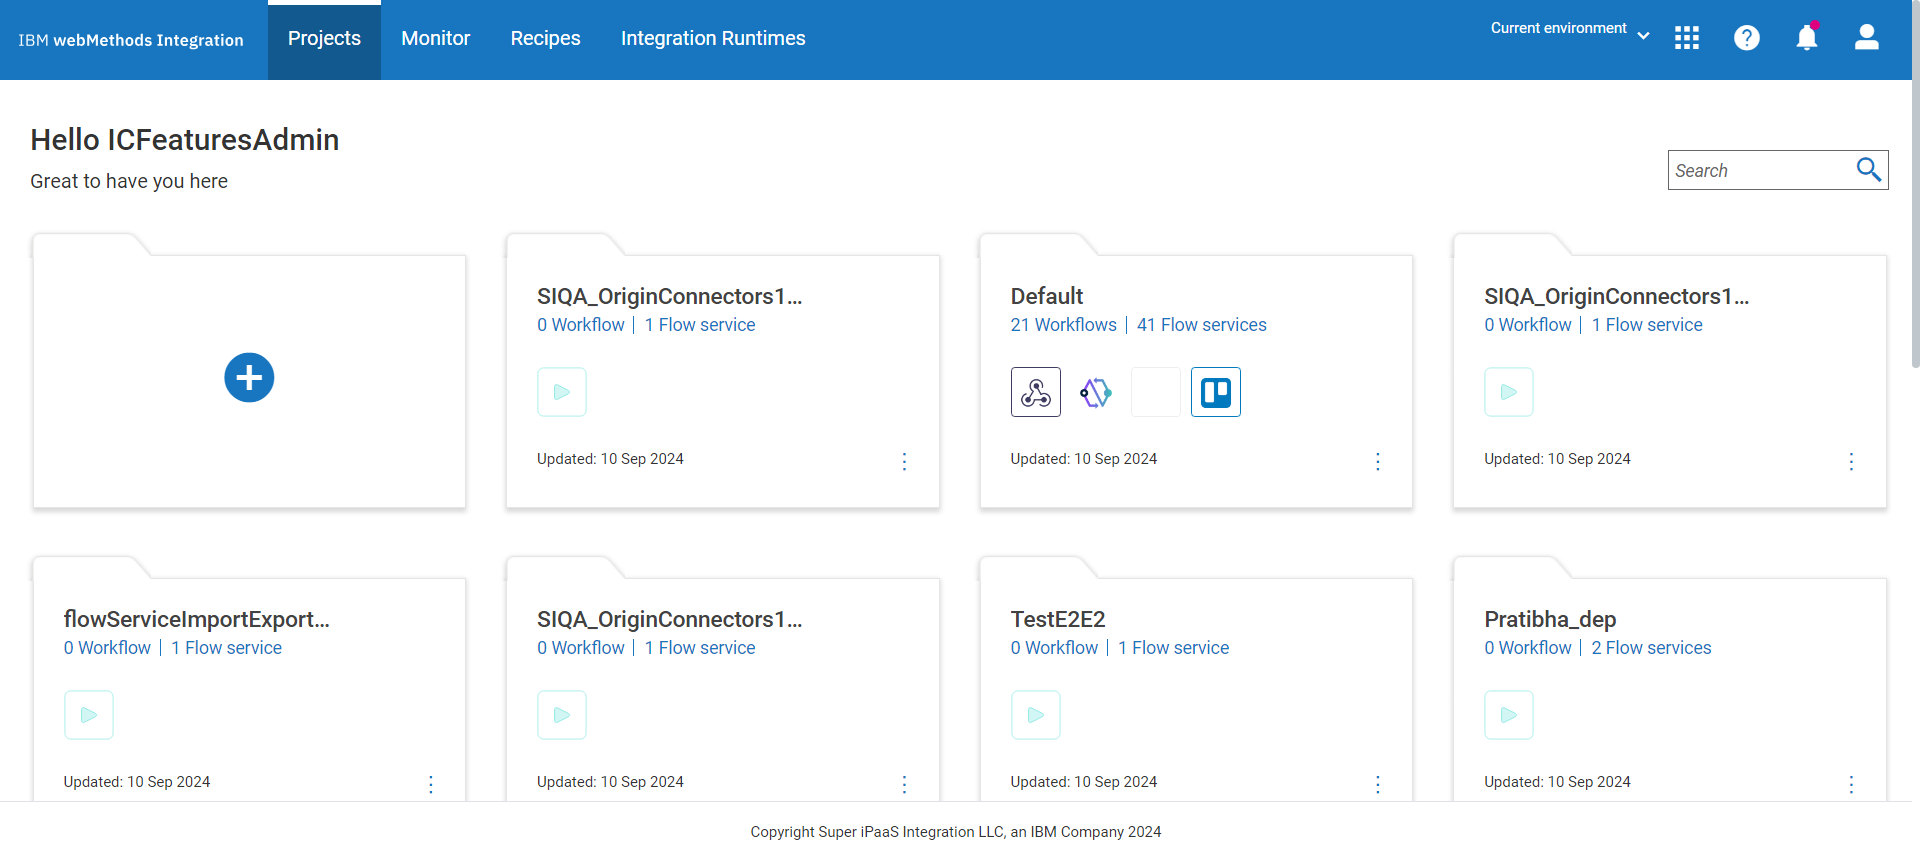 IBM webMethods Integration
Projects
Monitor
Recipes
Integration Runtimes
Current environment
Hello ICFeaturesAdmin
Great to have you here
Search
SIQA_OriginConnectors1...
0 Workflow | 1 Flow service
Updated: 10 Sep 2024
Default
21 Workflows | 41 Flow services
Updated: 10 Sep 2024
SIQA_OriginConnectors1...
0 Workflow | 1 Flow service
Updated: 10 Sep 2024
flowServiceImportExport...
0 Workflow | 1 Flow service
Updated: 10 Sep 2024
SIQA_OriginConnectors1...
0 Workflow | 1 Flow service
Updated: 10 Sep 2024
TestE2E2
0 Workflow | 1 Flow service
Updated: 10 Sep 2024
Pratibha_dep
0 Workflow | 2 Flow services
Updated: 10 Sep 2024
Copyright Super iPaaS Integration LLC, an IBM Company 2024